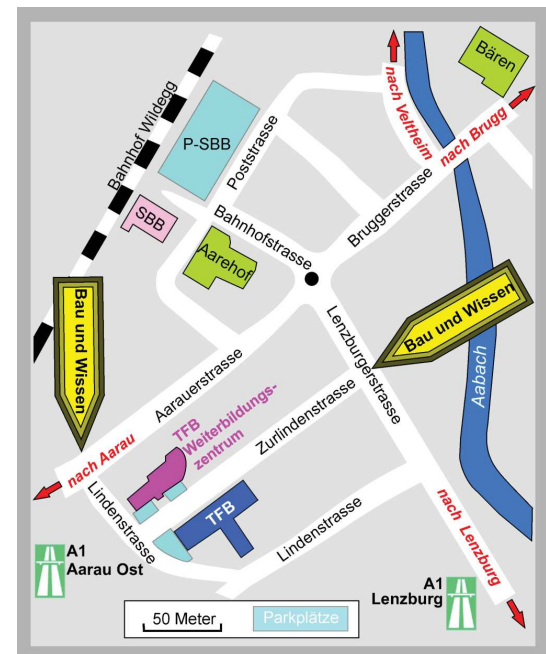 Bären
nach Veltheim
nach Brugg
Bahnhof Wildegg
P-SBB
Poststrasse
SBB
Bahnhofstrasse
Bruggerstrasse
Aarehof
Bau und Wissen
Bau und Wissen
Aabach
Lenzburgerstrasse
Aarauerstrasse
TFB
Weiterbildungs-
zentrum
Zurlindenstrasse
nach Aarau
Lindenstrasse
TFB
Lindenstrasse
nach Lenzburg
A1
Aarau Ost
A1
Lenzburg
50 Meter
Parkplätze